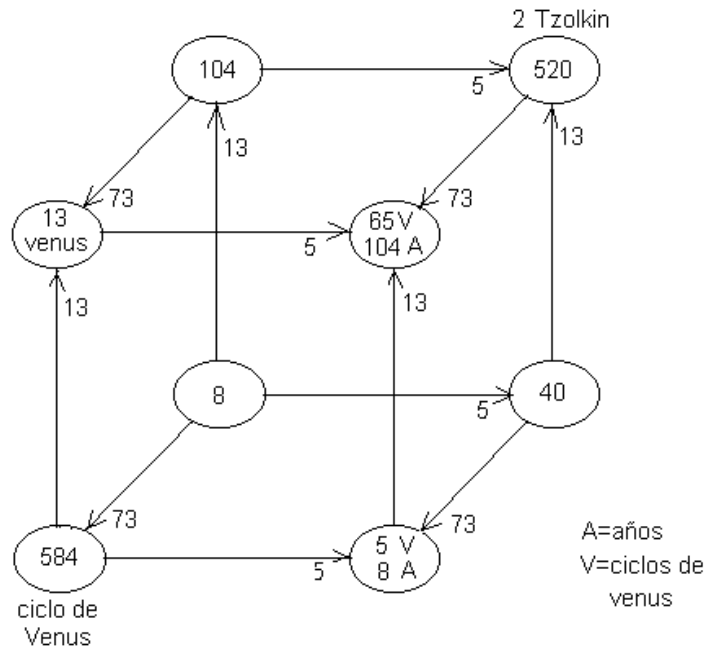 2 Tzolkin
104
520
5
13
13
73
73
13
venus
65V
104 A
5
13
13
8
40
5
73
73
584
5 V
8 A
5
ciclo de
Venus
A=años
V=ciclos de
venus